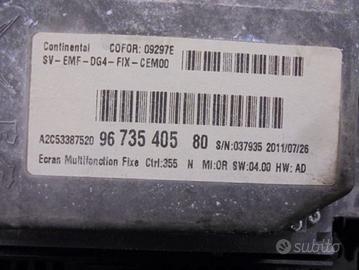 Continental COFOR: 09297E
SV-EMF-DG4-FIX-CEM00
A2C53387520 96 735 405 80 S/N:037935 2011/07/26
Ecran Multifonction Fixe Ctrl:355 N MI:OR SW:04.00 HW: AD
subito